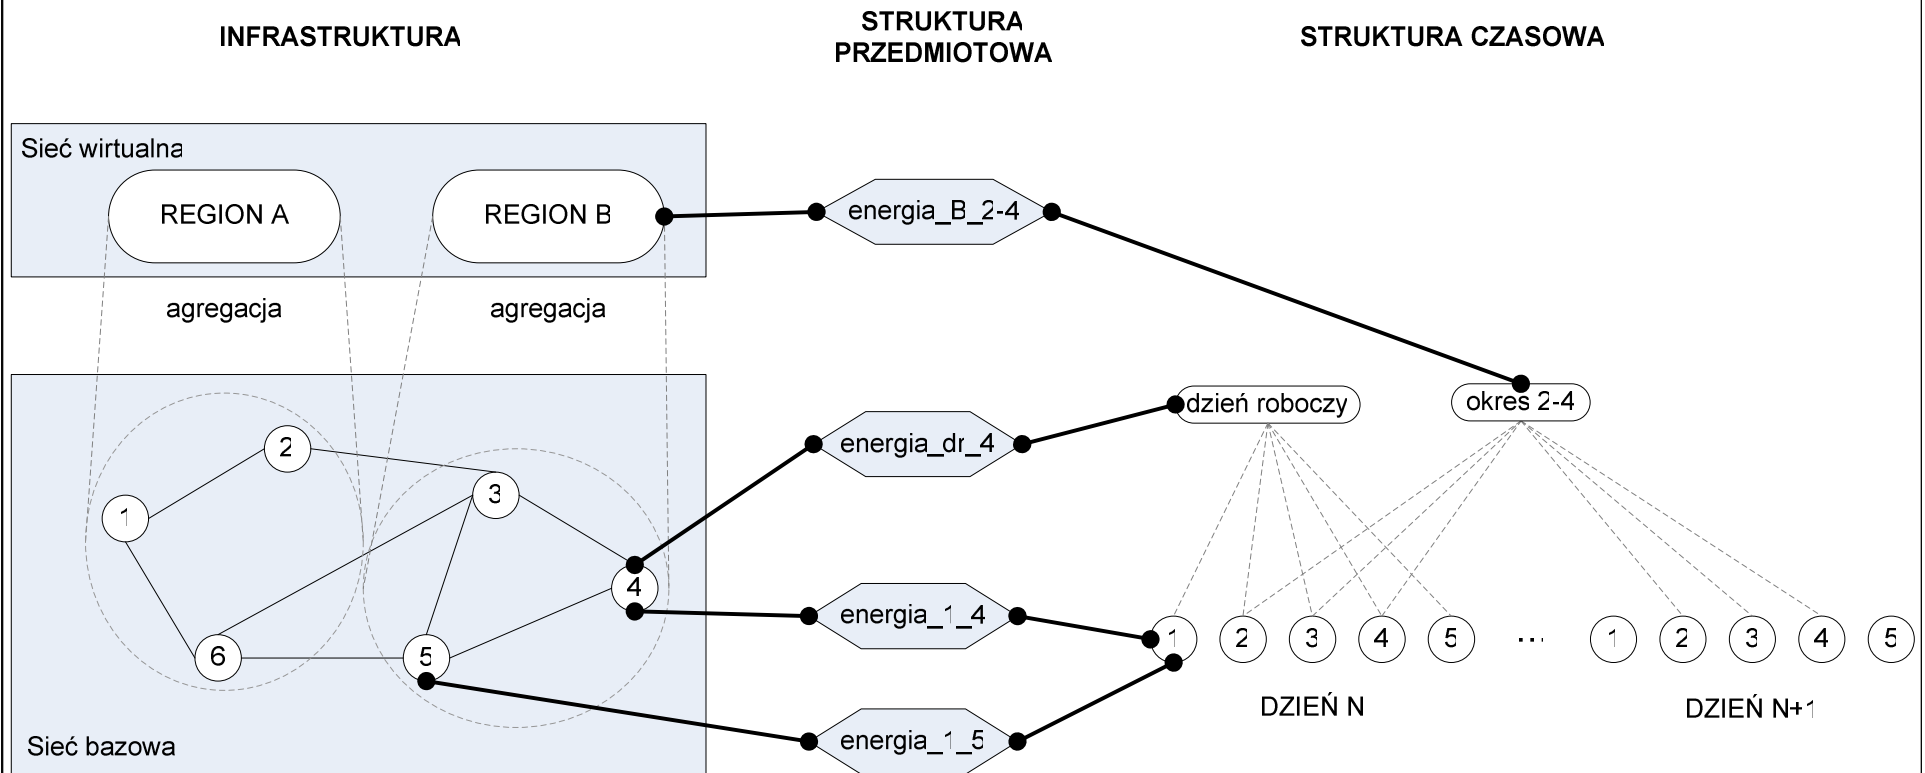 INFRASTRUKTURA
STRUKTURA
PRZEDMIOTOWA
STRUKTURA CZASOWA
Sieć wirtualna
REGION A
REGION B
energia_B_2-4
agregacja
agregacja
dzień roboczy
okres 2-4
energia_dr_4
2
3
1
4
energia_1_4
1
2
3
4
5
...
1
2
3
4
5
6
5
DZIEŃ N
DZIEŃ N+1
energia_1_5
Sieć bazowa